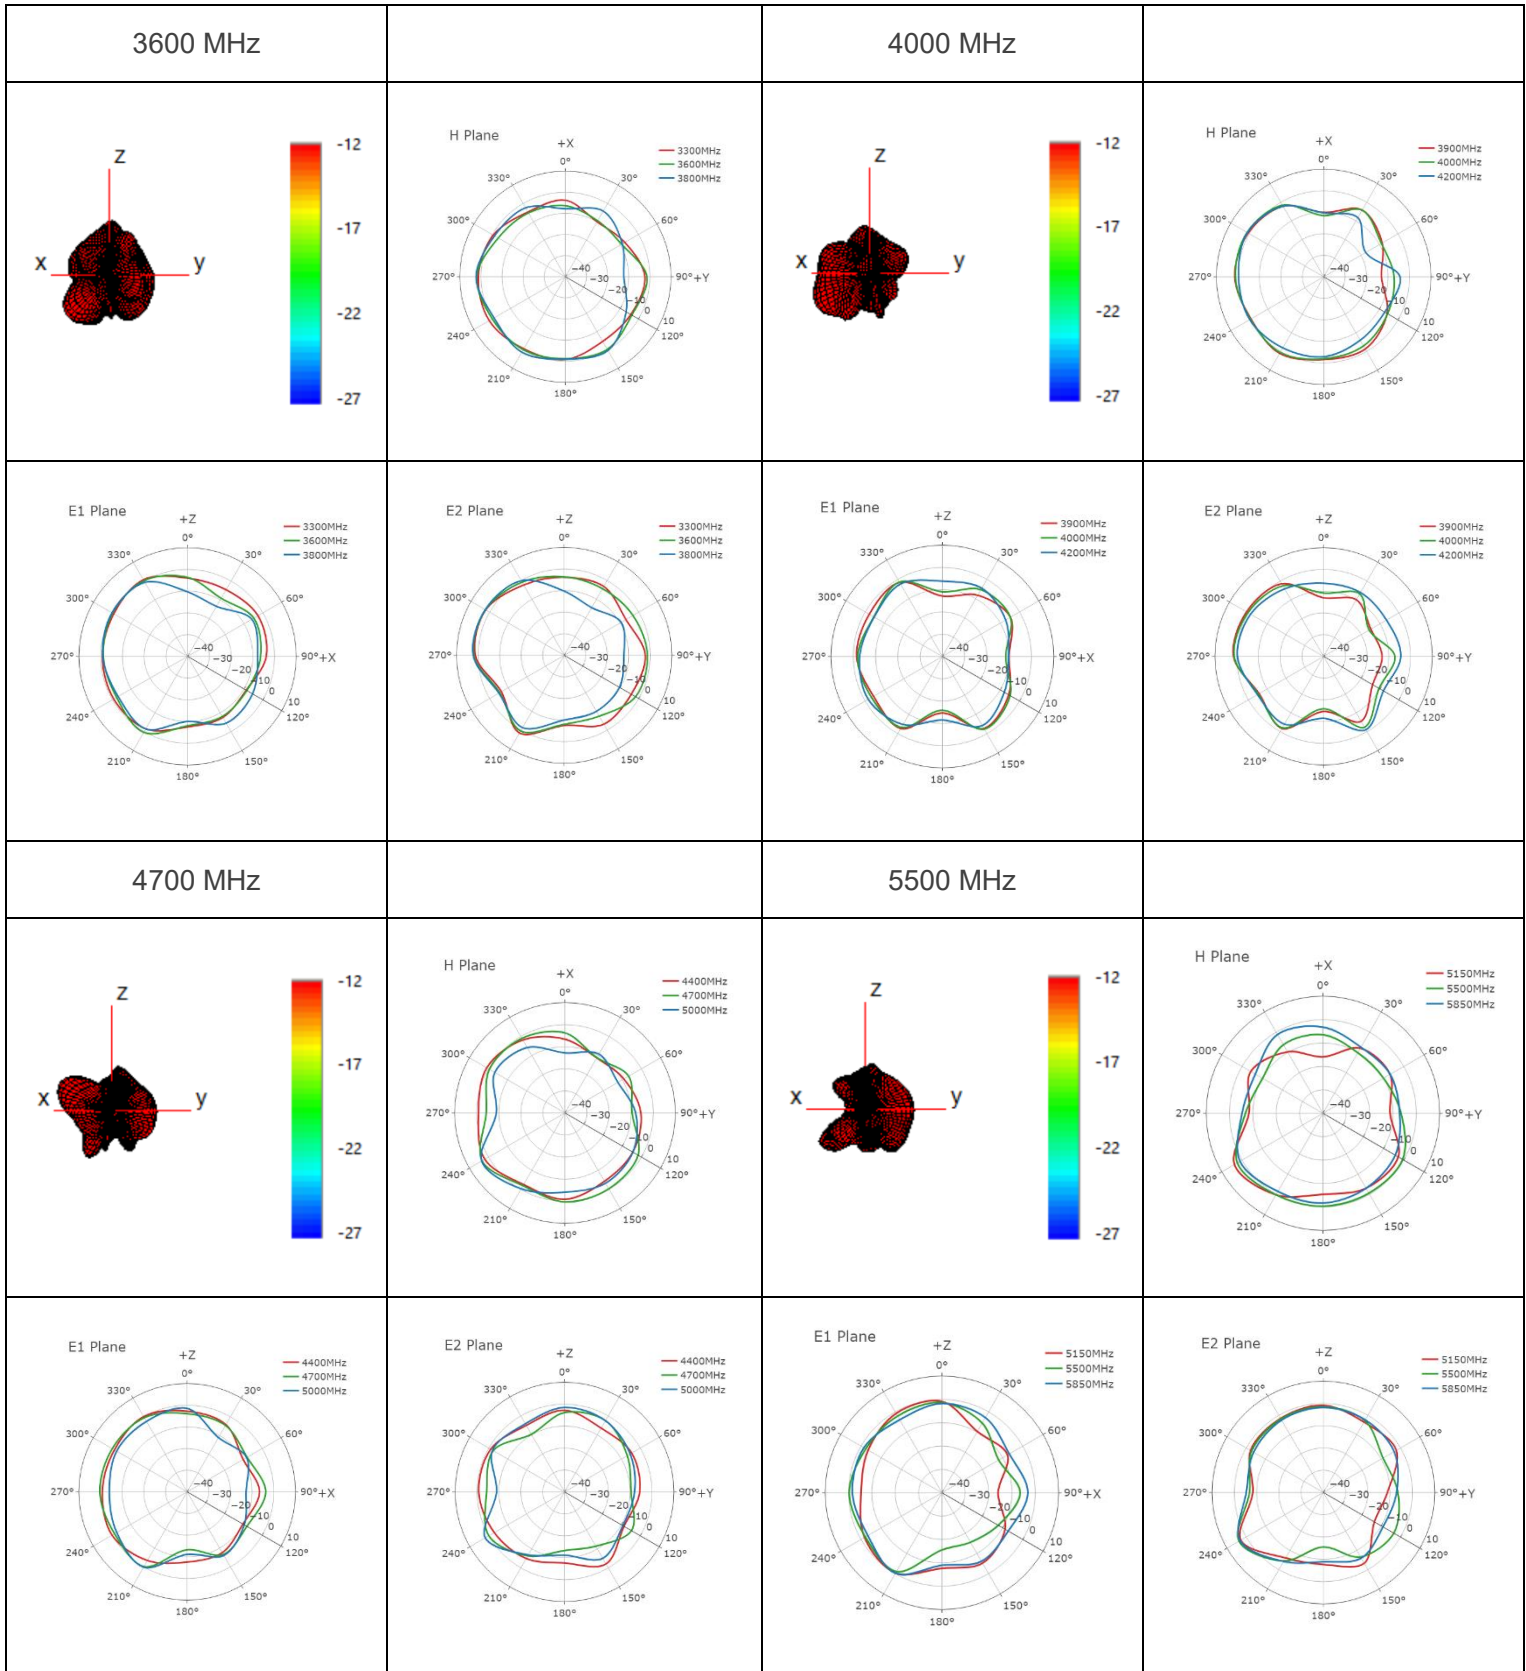 3600 MHz
4000 MHz
Z
X
y
-12
-17
-22
-27
H Plane
+X
0°
30°
60°
90°+Y
120°
150°
180°
210°
240°
270°
300°
330°
−40
−30
−20
−10
0
10
3300MHz
3600MHz
3800MHz
Z
X
y
-12
-17
-22
-27
H Plane
+X
0°
30°
60°
90°+Y
120°
150°
180°
210°
240°
270°
300°
330°
−40
−30
−20
−10
0
10
3900MHz
4000MHz
4200MHz
E1 Plane
+Z
0°
30°
60°
90°+X
120°
150°
180°
210°
240°
270°
300°
330°
−40
−30
−20
−10
0
10
3300MHz
3600MHz
3800MHz
E2 Plane
+Z
0°
30°
60°
90°+Y
120°
150°
180°
210°
240°
270°
300°
330°
−40
−30
−20
−10
0
10
3300MHz
3600MHz
3800MHz
E1 Plane
+Z
0°
30°
60°
90°+X
120°
150°
180°
210°
240°
270°
300°
330°
−40
−30
−20
−10
0
10
3900MHz
4000MHz
4200MHz
E2 Plane
+Z
0°
30°
60°
90°+Y
120°
150°
180°
210°
240°
270°
300°
330°
−40
−30
−20
−10
0
10
3900MHz
4000MHz
4200MHz
4700 MHz
5500 MHz
Z
X
y
-12
-17
-22
-27
H Plane
+X
0°
30°
60°
90°+Y
120°
150°
180°
210°
240°
270°
300°
330°
−40
−30
−20
−10
0
10
4400MHz
4700MHz
5000MHz
Z
X
y
-12
-17
-22
-27
H Plane
+X
0°
30°
60°
90°+Y
120°
150°
180°
210°
240°
270°
300°
330°
−40
−30
−20
−10
0
10
5150MHz
5500MHz
5850MHz
E1 Plane
+Z
0°
30°
60°
90°+X
120°
150°
180°
210°
240°
270°
300°
330°
−40
−30
−20
−10
0
10
4400MHz
4700MHz
5000MHz
E2 Plane
+Z
0°
30°
60°
90°+Y
120°
150°
180°
210°
240°
270°
300°
330°
−40
−30
−20
−10
0
10
4400MHz
4700MHz
5000MHz
E1 Plane
+Z
0°
30°
60°
90°+X
120°
150°
180°
210°
240°
270°
300°
330°
−40
−30
−20
−10
0
10
5150MHz
5500MHz
5850MHz
E2 Plane
+Z
0°
30°
60°
90°+Y
120°
150°
180°
210°
240°
270°
300°
330°
−40
−30
−20
−10
0
10
5150MHz
5500MHz
5850MHz